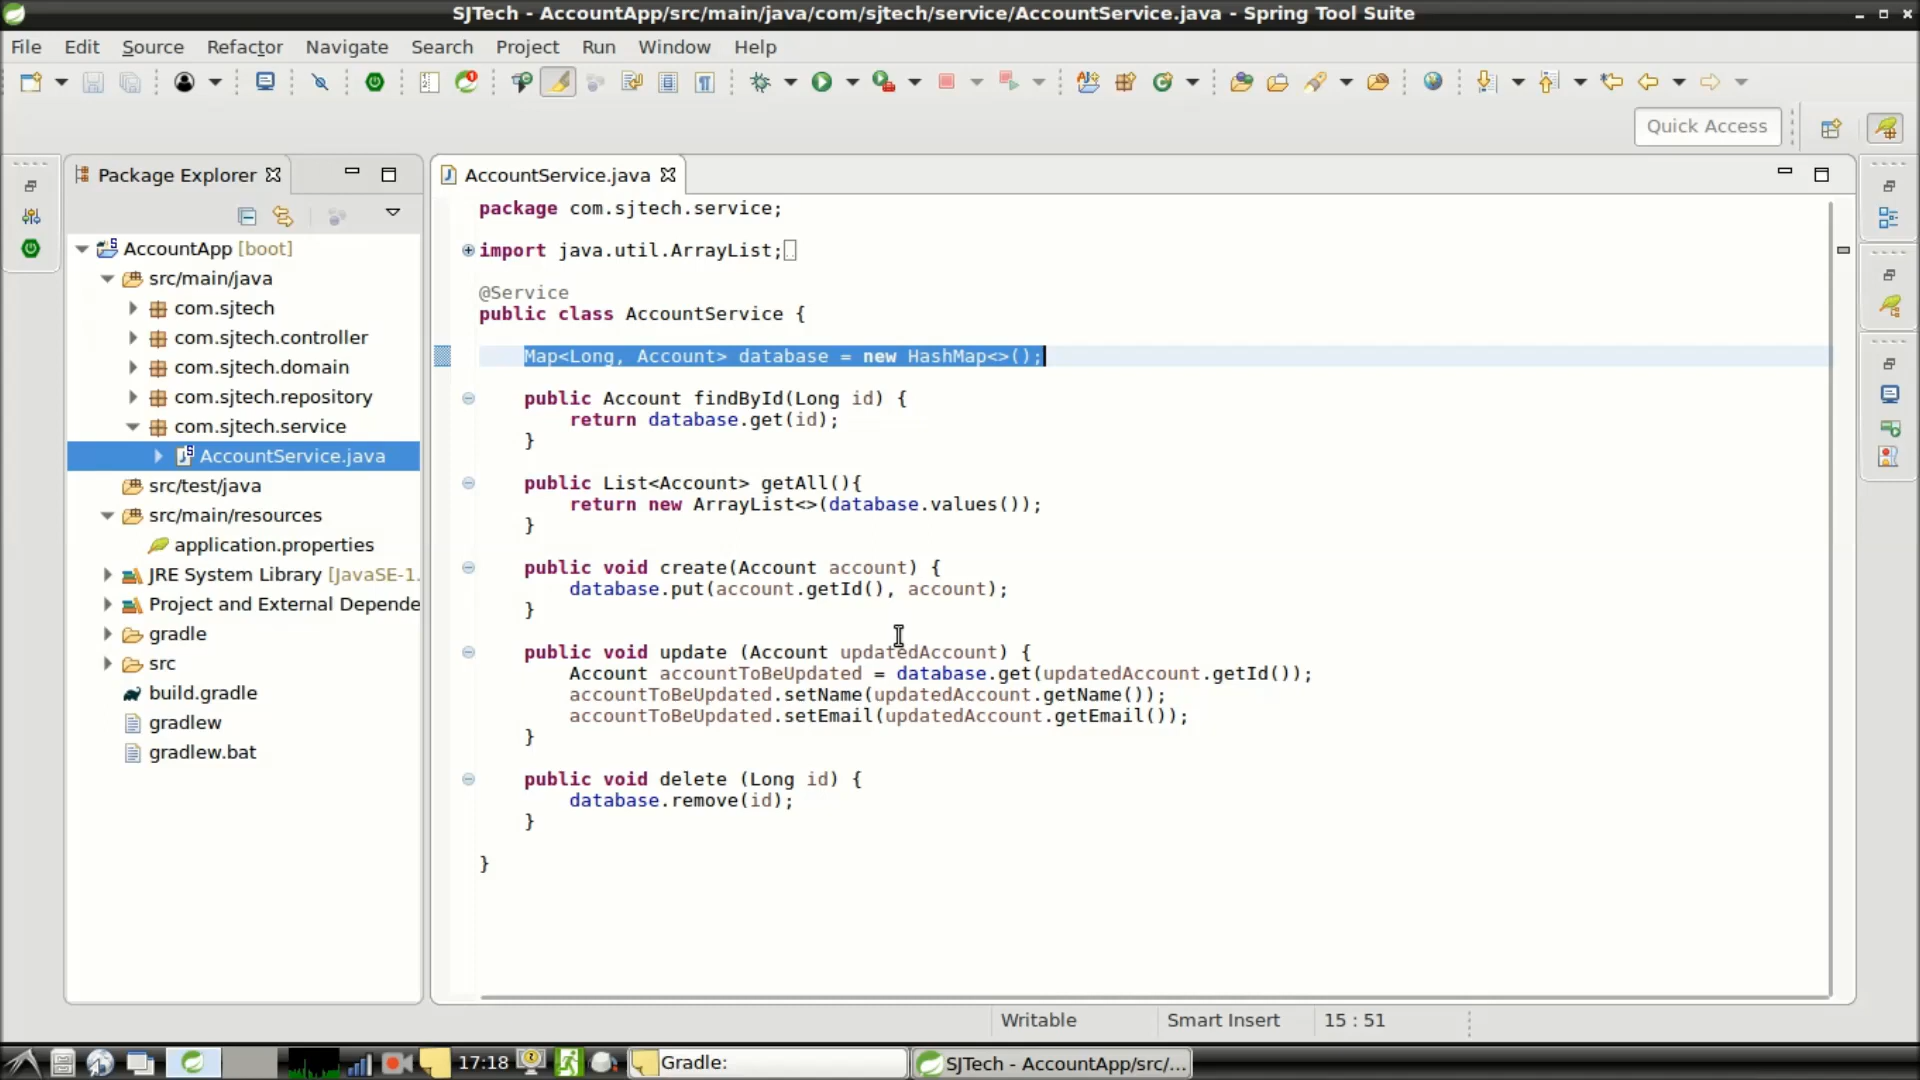 SJTech - AccountApp/src/main/java/com/sjtech/service/AccountService.java - Spring Tool Suite
File Edit Source Refactor Navigate Search Project Run Window Help
Quick Access
Package Explorer
AccountApp [boot]
src/main/java
com.sjtech
com.sjtech.controller
com.sjtech.domain
com.sjtech.repository
com.sjtech.service
AccountService.java
src/test/java
src/main/resources
application.properties
JRE System Library [JavaSE-1.
Project and External Depende
gradle
src
build.gradle
gradlew
gradlew.bat
AccountService.java
package com.sjtech.service;
import java.util.ArrayList;
@Service
public class AccountService {
Map<Long, Account> database = new HashMap<>();
public Account findById(Long id) {
return database.get(id);
}
public List<Account> getAll(){
return new ArrayList<>(database.values());
}
public void create(Account account) {
database.put(account.getId(), account);
}
public void update (Account updatedAccount) {
Account accountToBeUpdated = database.get(updatedAccount.getId());
accountToBeUpdated.setName(updatedAccount.getName());
accountToBeUpdated.setEmail(updatedAccount.getEmail());
}
public void delete (Long id) {
database.remove(id);
}
}
Writable Smart Insert 15 : 51
17:18 Gradle: SJTech - AccountApp/src/...